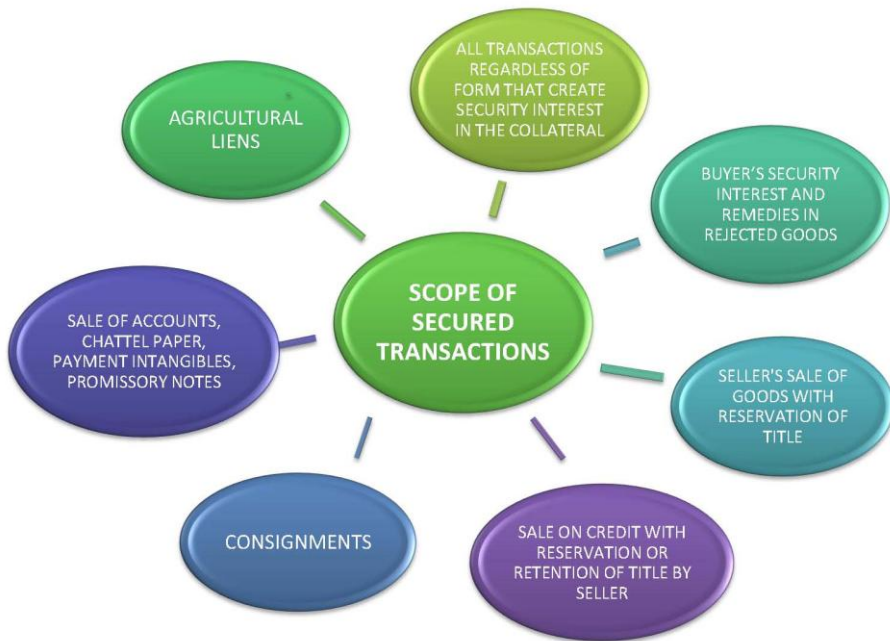 ALL TRANSACTIONS
REGARDLESS OF
FORM THAT CREATE
SECURITY INTEREST
IN THE COLLATERAL
AGRICULTURAL
LIENS
BUYER'S SECURITY
INTEREST AND
REMEDIES IN
REJECTED GOODS
SCOPE OF
SECURED
TRANSACTIONS
SALE OF ACCOUNTS,
CHATTEL PAPER,
PAYMENT INTANGIBLES,
PROMISSORY NOTES
SELLER'S SALE OF
GOODS WITH
RESERVATION OF
TITLE
CONSIGNMENTS
SALE ON CREDIT WITH
RESERVATION OR
RETENTION OF TITLE BY
SELLER